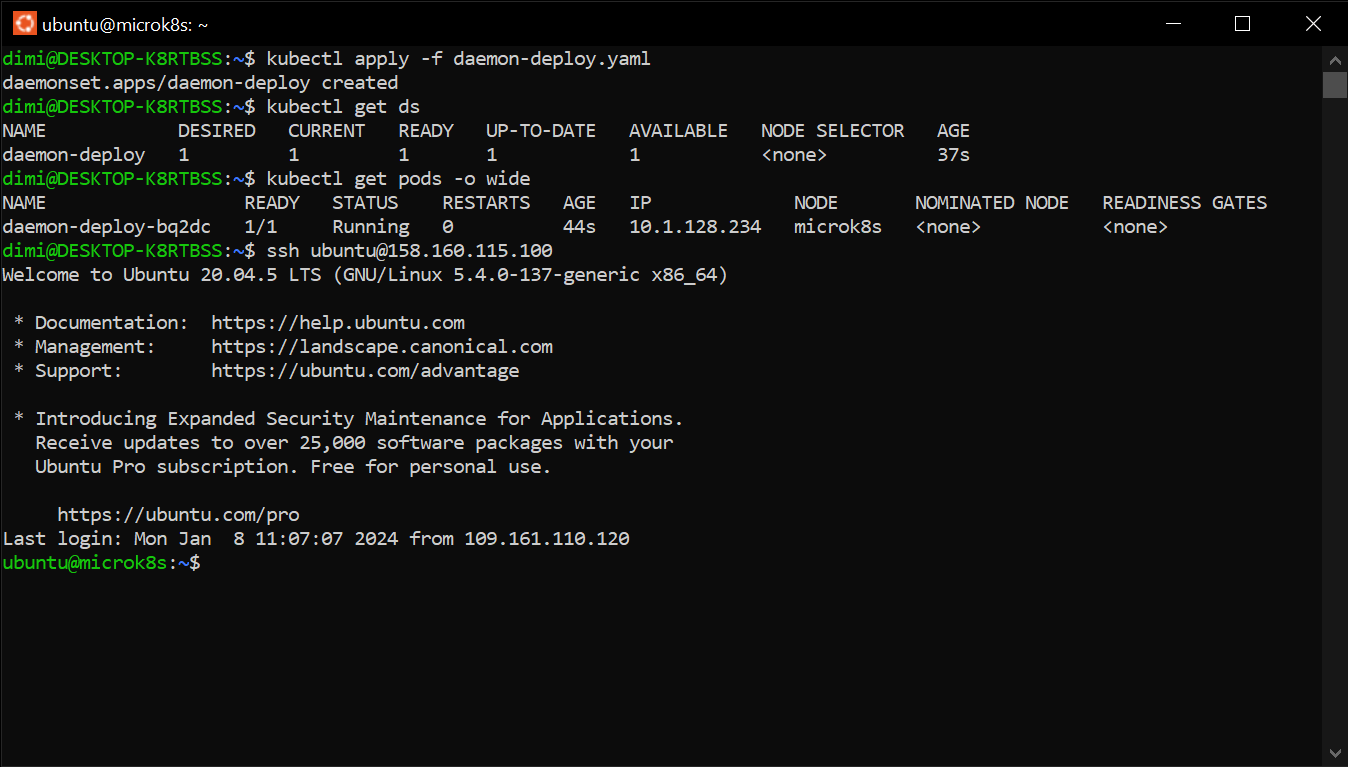 ubuntu@microk8s: ~
dimi@DESKTOP-K8RTBSS:~$ kubectl apply -f daemon-deploy.yaml
daemonset.apps/daemon-deploy created
dimi@DESKTOP-K8RTBSS:~$ kubectl get ds
NAME            DESIRED   CURRENT   READY   UP-TO-DATE   AVAILABLE   NODE SELECTOR   AGE
daemon-deploy   1         1         1       1            1           <none>          37s
dimi@DESKTOP-K8RTBSS:~$ kubectl get pods -o wide
NAME                  READY   STATUS    RESTARTS   AGE   IP             NODE       NOMINATED NODE   READINESS GATES
daemon-deploy-bq2dc   1/1     Running   0          44s   10.1.128.234   microk8s   <none>           <none>
dimi@DESKTOP-K8RTBSS:~$ ssh ubuntu@158.160.115.100
Welcome to Ubuntu 20.04.5 LTS (GNU/Linux 5.4.0-137-generic x86_64)

 * Documentation:  https://help.ubuntu.com
 * Management:     https://landscape.canonical.com
 * Support:        https://ubuntu.com/advantage

 * Introducing Expanded Security Maintenance for Applications.
   Receive updates to over 25,000 software packages with your
   Ubuntu Pro subscription. Free for personal use.

     https://ubuntu.com/pro
Last login: Mon Jan  8 11:07:07 2024 from 109.161.110.120
ubuntu@microk8s:~$